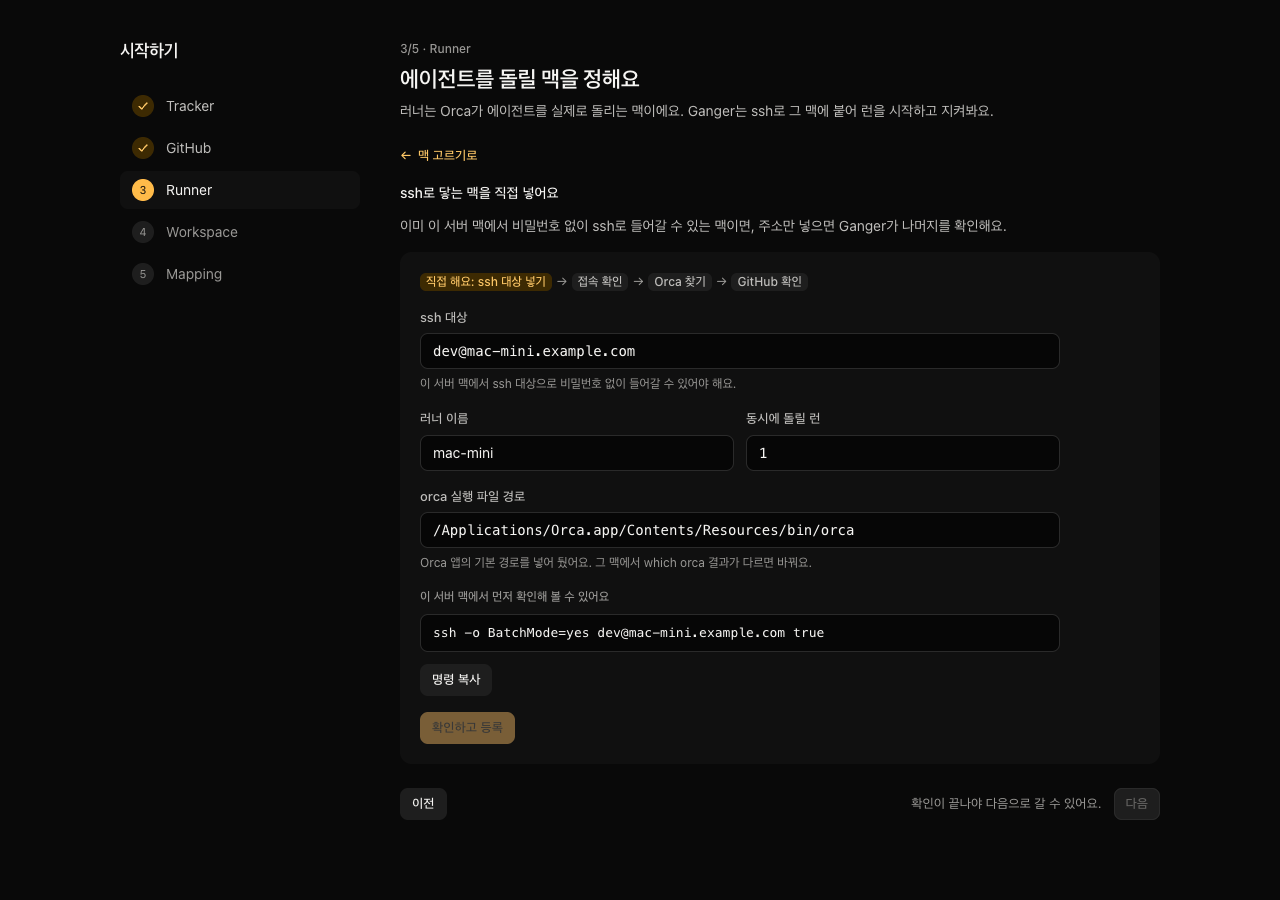 시작하기
Tracker
GitHub
3 Runner
4 Workspace
5 Mapping
3/5 · Runner
에이전트를 돌릴 맥을 정해요
러너는 Orca가 에이전트를 실제로 돌리는 맥이에요. Ganger는 ssh로 그 맥에 붙어 런을 시작하고 지켜봐요.
← 맥 고르기로
ssh로 닿는 맥을 직접 넣어요
이미 이 서버 맥에서 비밀번호 없이 ssh로 들어갈 수 있는 맥이면, 주소만 넣으면 Ganger가 나머지를 확인해요.
직접 해요: ssh 대상 넣기 → 접속 확인 → Orca 찾기 → GitHub 확인
ssh 대상
dev@mac-mini.example.com
이 서버 맥에서 ssh 대상으로 비밀번호 없이 들어갈 수 있어야 해요.
러너 이름 동시에 돌릴 런
mac-mini 1
orca 실행 파일 경로
/Applications/Orca.app/Contents/Resources/bin/orca
Orca 앱의 기본 경로를 넣어 뒀어요. 그 맥에서 which orca 결과가 다르면 바꿔요.
이 서버 맥에서 먼저 확인해 볼 수 있어요
ssh -o BatchMode=yes dev@mac-mini.example.com true
명령 복사
확인하고 등록
이전 확인이 끝나야 다음으로 갈 수 있어요. 다음